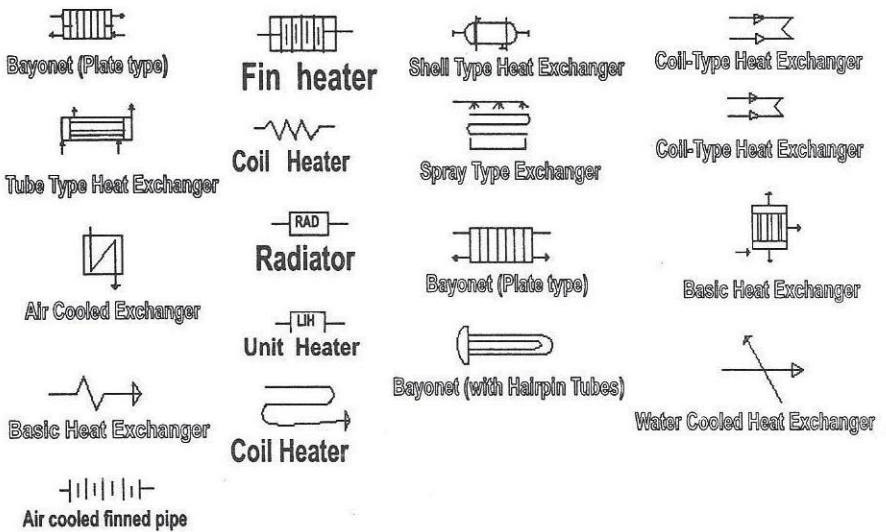 Bayonet (Plate type)
Tube Type Heat Exchanger
Air Cooled Exchanger
Basic Heat Exchanger
Air cooled finned pipe
Fin heater
Coil Heater
RAD
Radiator
LIH
Unit Heater
Coil Heater
Shell Type Heat Exchanger
Spray Type Exchanger
Bayonet (Plate type)
Bayonet (with Hairpin Tubes)
Coil-Type Heat Exchanger
Coil-Type Heat Exchanger
Basic Heat Exchanger
Water Cooled Heat Exchanger